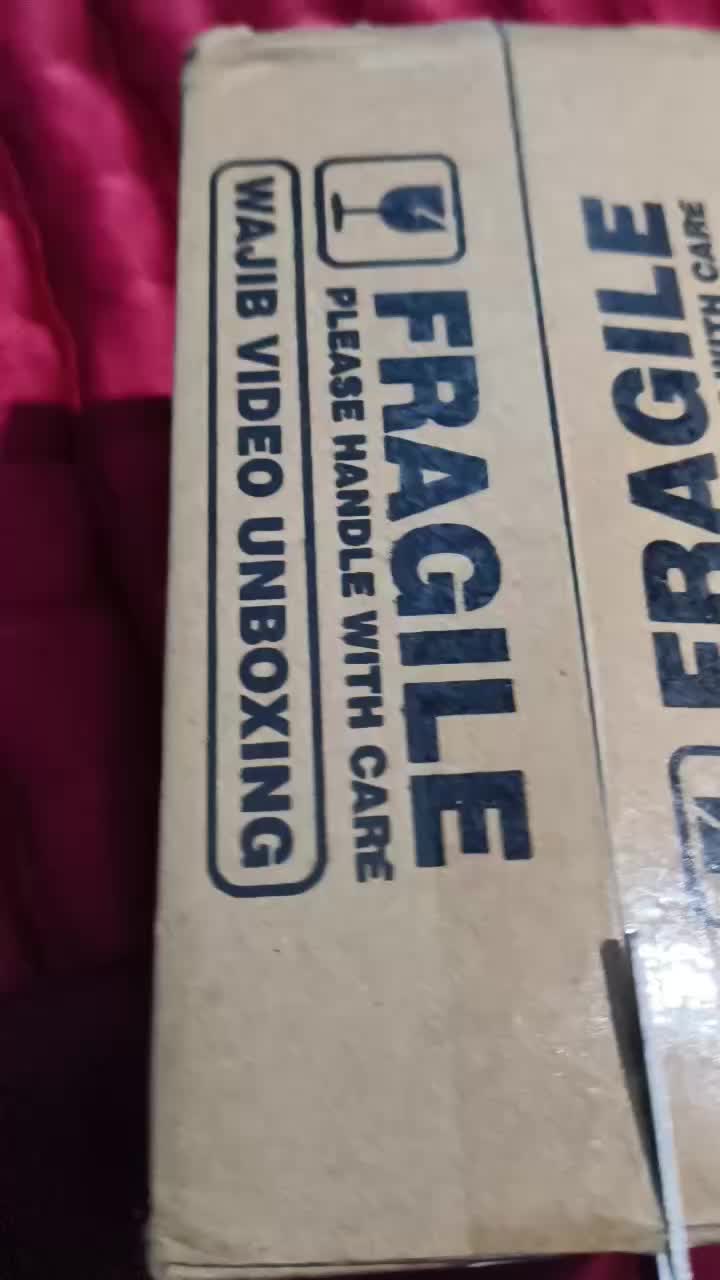 FRAGILE
PLEASE HANDLE WITH CARE
WAJIB VIDEO UNBOXING
FRAGILE
WITH CARE